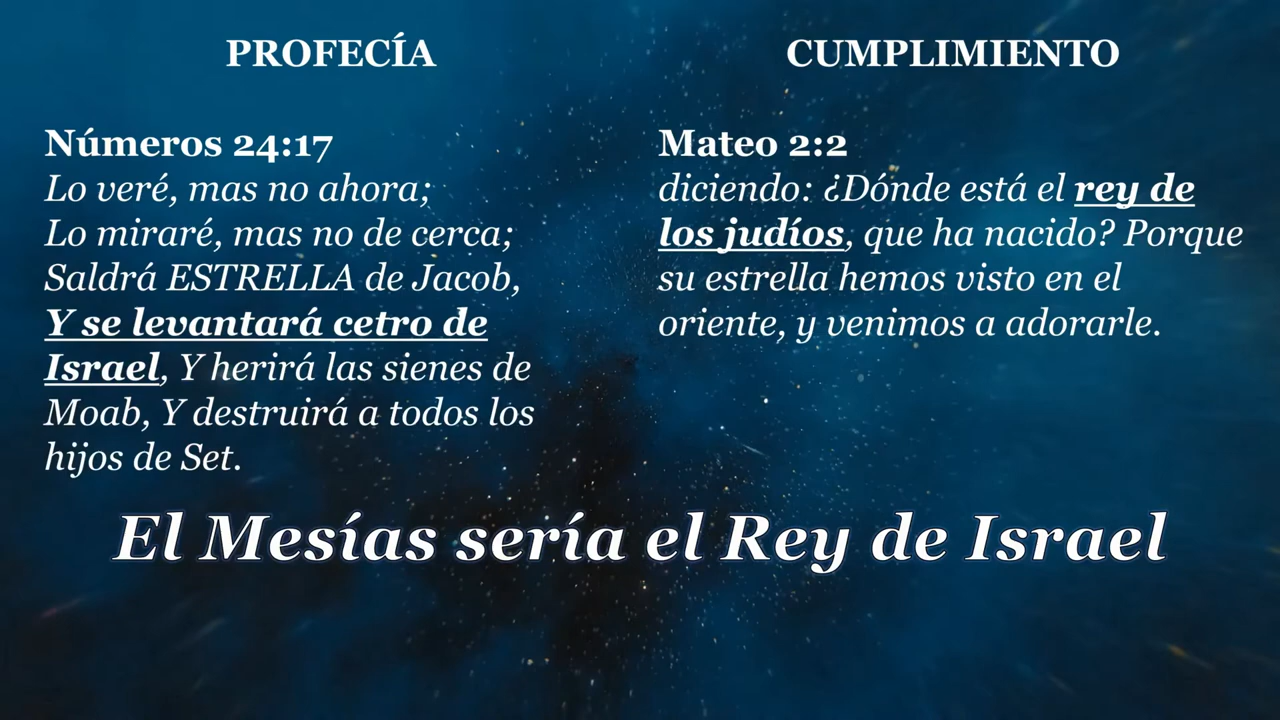 PROFECÍA
Números 24:17
Lo veré, mas no ahora;
Lo miraré, mas no de cerca;
Saldrá ESTRELLA de Jacob,
Y se levantará cetro de
Israel, Y herirá las sienes de
Moab, Y destruirá a todos los
hijos de Set.
CUMPLIMIENTO
Mateo 2:2
diciendo: ¿Dónde está el rey de
los judíos, que ha nacido? Porque
su estrella hemos visto en el
oriente, y venimos a adorarle.
El Mesías sería el Rey de Israel